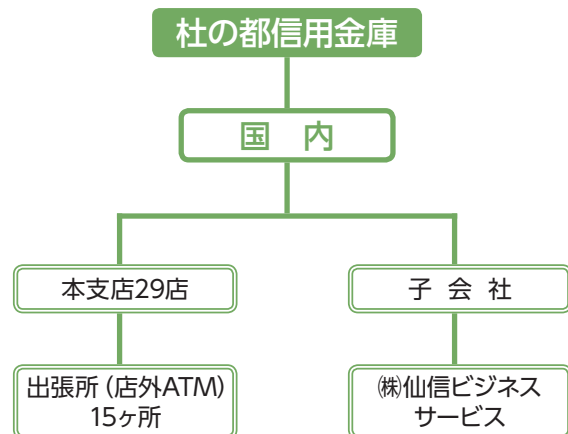 杜の都信用金庫
国　内
本支店29店
子 会 社
出張所（店外ATM）
15ヶ所
㈱仙信ビジネス
サービス